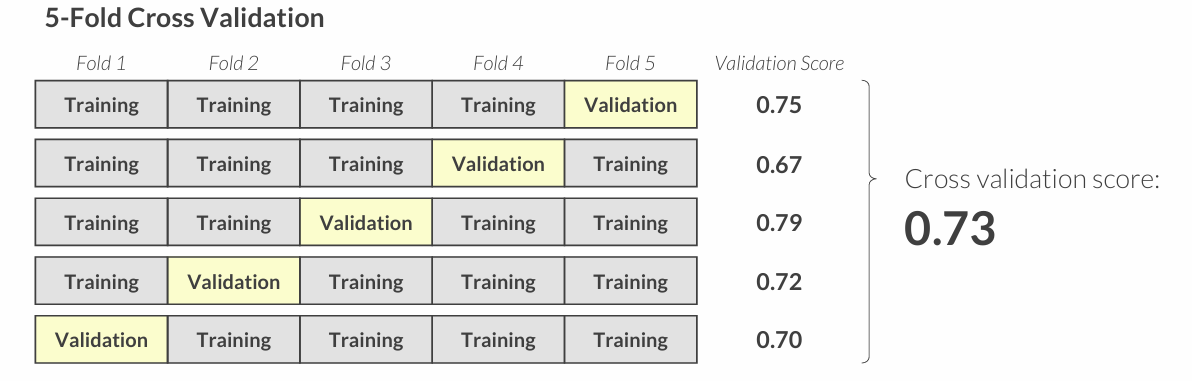 5-Fold Cross Validation
Fold 1 Fold 2 Fold 3 Fold 4 Fold 5 Validation Score
Training Training Training Training Validation 0.75
Training Training Training Validation Training 0.67
Training Training Validation Training Training 0.79
Training Validation Training Training Training 0.72
Validation Training Training Training Training 0.70
Cross validation score:
0.73